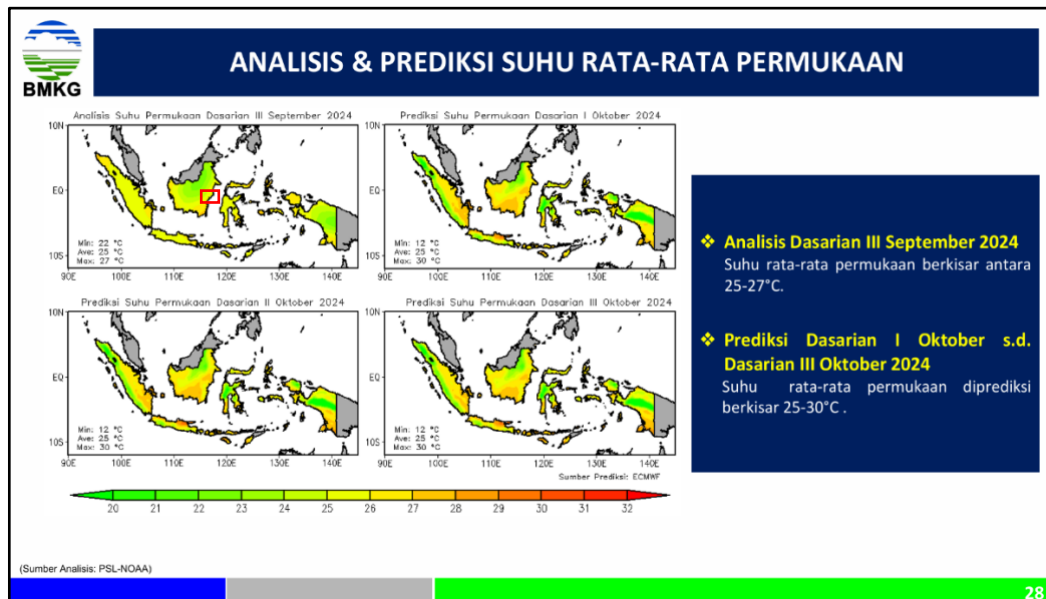 BMKG
ANALISIS & PREDIKSI SUHU RATA-RATA PERMUKAAN
Analisis Suhu Permukaan Dasarian III September 2024
10N
EQ
10S
Min: 22 °C
Ave: 25 °C
Max: 27 °C
90E 100E 110E 120E 130E 140E
Prediksi Suhu Permukaan Dasarian I Oktober 2024
10N
EQ
10S
Min: 12 °C
Ave: 25 °C
Max: 30 °C
90E 100E 110E 120E 130E 140E
Prediksi Suhu Permukaan Dasarian II Oktober 2024
10N
EQ
10S
Min: 12 °C
Ave: 25 °C
Max: 30 °C
90E 100E 110E 120E 130E 140E
Prediksi Suhu Permukaan Dasarian III Oktober 2024
10N
EQ
10S
Min: 12 °C
Ave: 25 °C
Max: 30 °C
90E 100E 110E 120E 130E 140E
Sumber Prediksi: ECMWF
20 21 22 23 24 25 26 27 28 29 30 31 32
❖ Analisis Dasarian III September 2024
Suhu rata-rata permukaan berkisar antara
25-27°C.
❖ Prediksi Dasarian I Oktober s.d.
Dasarian III Oktober 2024
Suhu rata-rata permukaan diprediksi
berkisar 25-30°C .
(Sumber Analisis: PSL-NOAA)
28